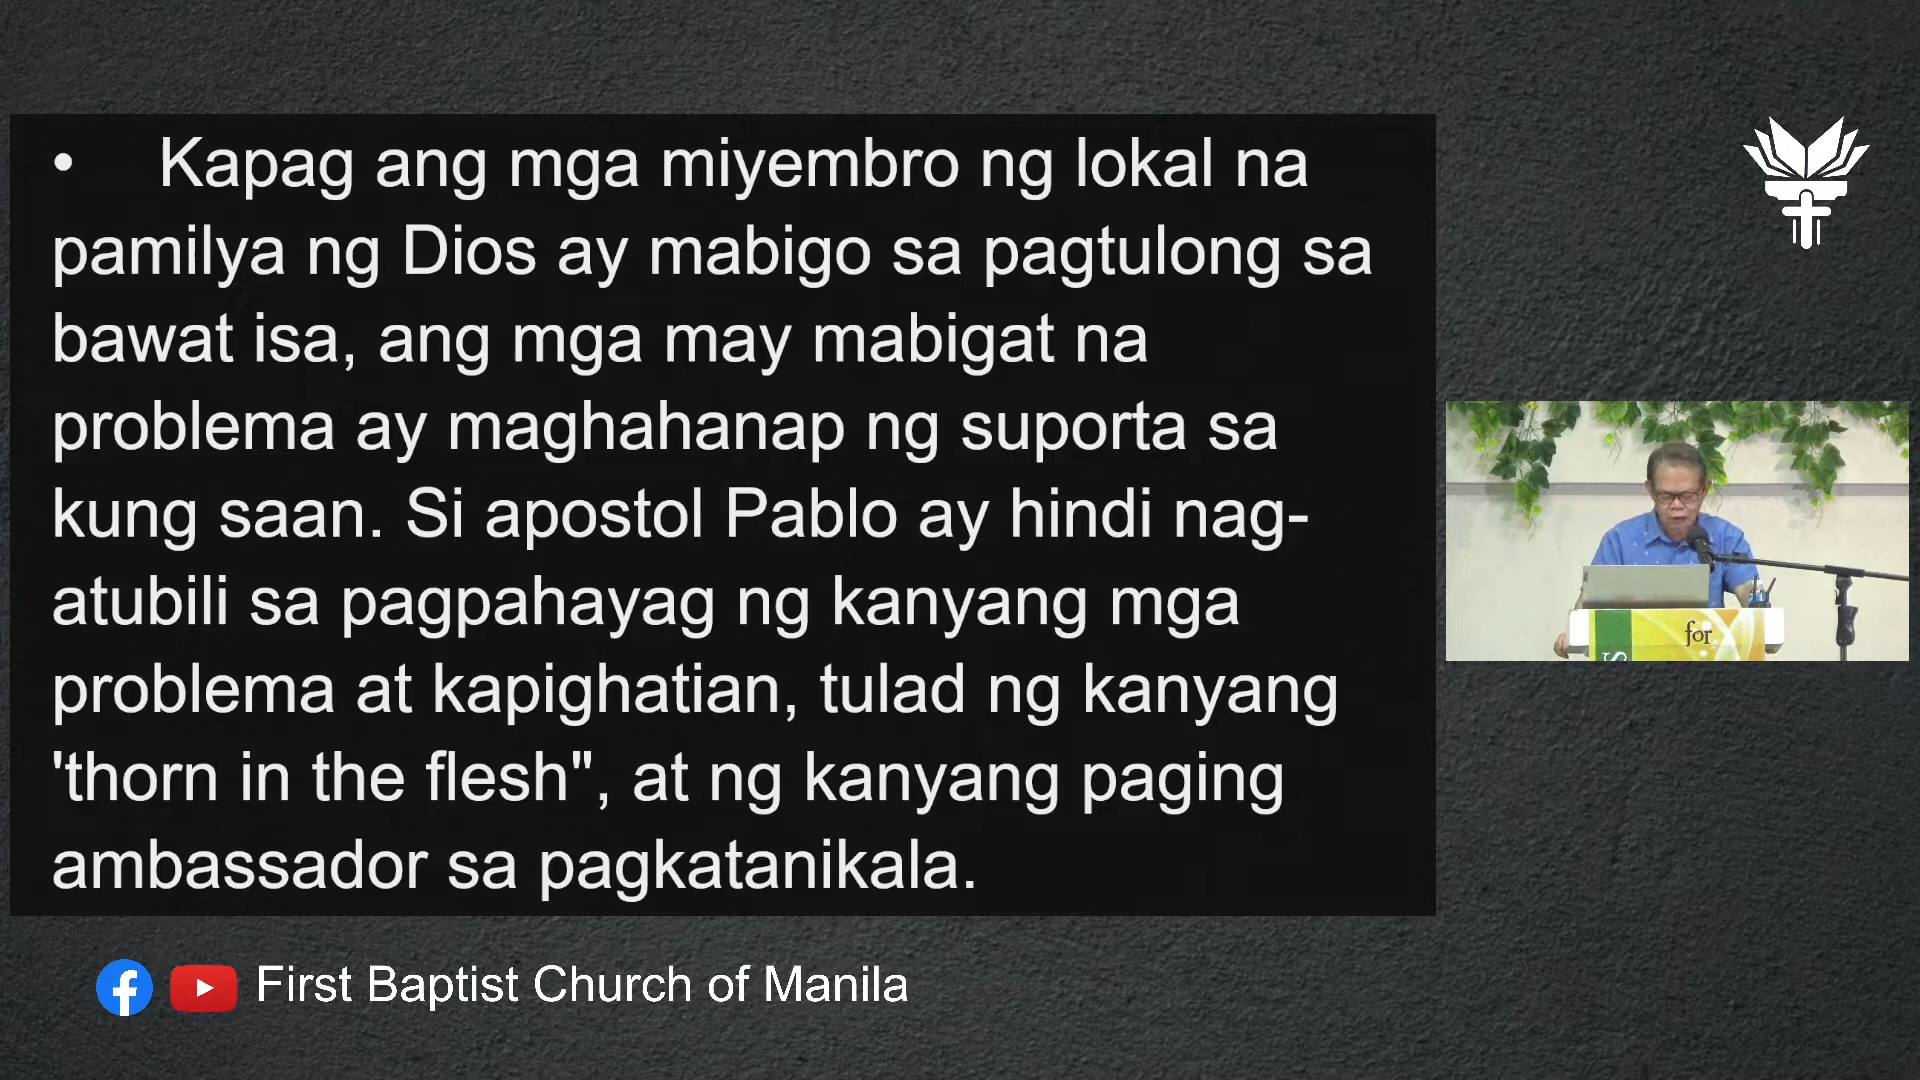 • Kapag ang mga miyembro ng lokal na
pamilya ng Dios ay mabigo sa pagtulong sa
bawat isa, ang mga may mabigat na
problema ay maghahanap ng suporta sa
kung saan. Si apostol Pablo ay hindi nag-
atubili sa pagpahayag ng kanyang mga
problema at kapighatian, tulad ng kanyang
'thorn in the flesh", at ng kanyang paging
ambassador sa pagkatanikala.
for
S
First Baptist Church of Manila